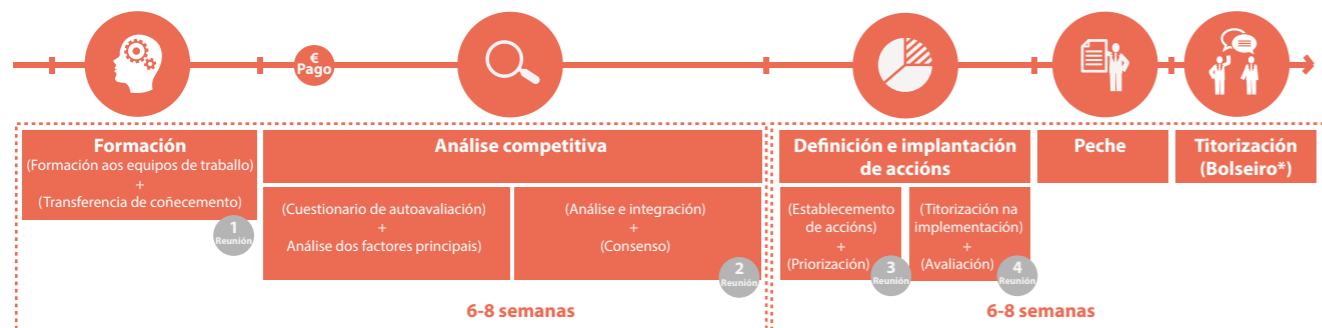 €
Pago
Formación
(Formación aos equipos de traballo)
+
(Transferencia de coñecemento)
1
Reunión
Análise competitiva
(Cuestionario de autoavaliación)
+
Análise dos factores principais)
(Análise e integración)
+
(Consenso)
2
Reunión
6-8 semanas
Definición e implantación
de accións
(Establecemento
de accións)
+
(Priorización)
3
Reunión
(Titorización na
implementación)
+
(Avaliación)
4
Reunión
Peche
Titorización
(Bolseiro*)
6-8 semanas